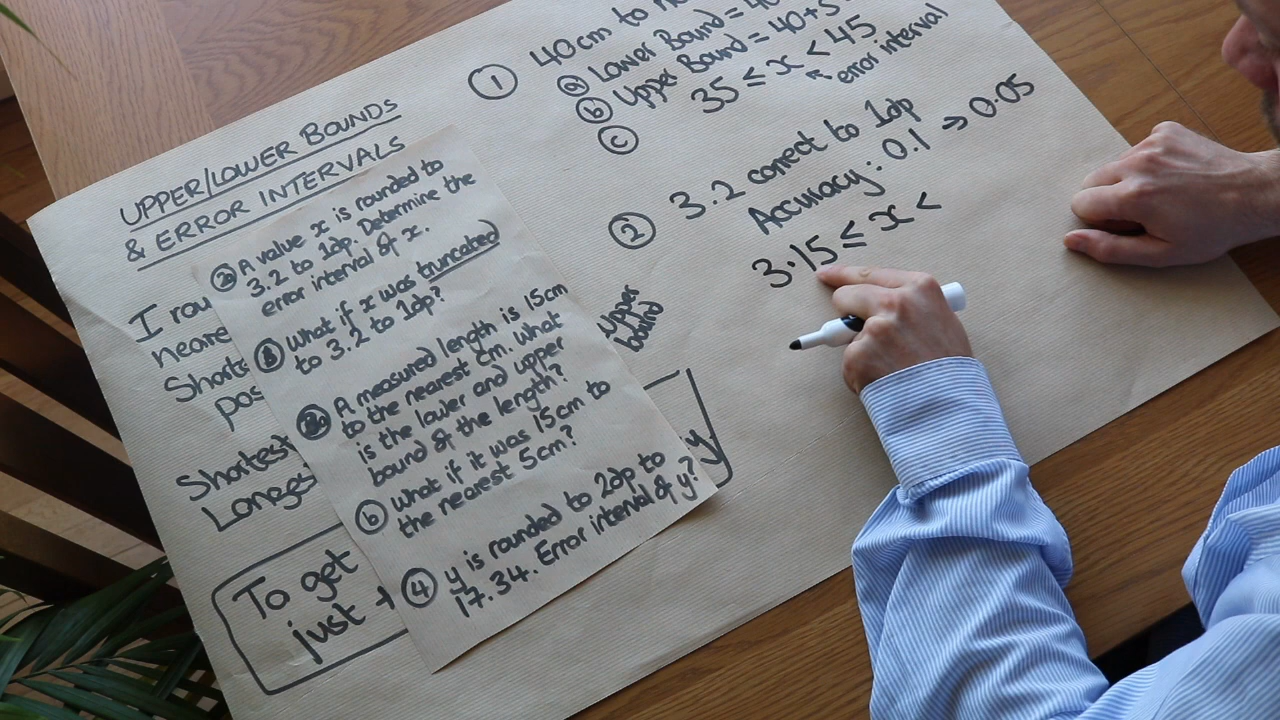 UPPER/LOWER BOUNDS
& ERROR INTERVALS
I rou
neare
Shorts
pos
Shortest
Longes
To get
just +
② A value x is rounded to
3.2 to 1dp. Determine the
error interval of x.
ⓑ What if x was truncated
to 3.2 to 1dp?
A measured length is 15cm
to the nearest cm. What
is the lower and upper
bound of the length?
ⓑ What if it was 15cm to
the nearest 5cm?
④ y is rounded to 2dp to
17.34. Error interval of y?
Upper
bound
y
① 40cm to
ⓐ Lower Bound = 40
ⓑ Upper Bound = 40+5
ⓒ 35 ≤ x < 45
error interval
② 3.2 correct to 1dp
Accuracy: 0.1 → 0.05
3.15 ≤ x <